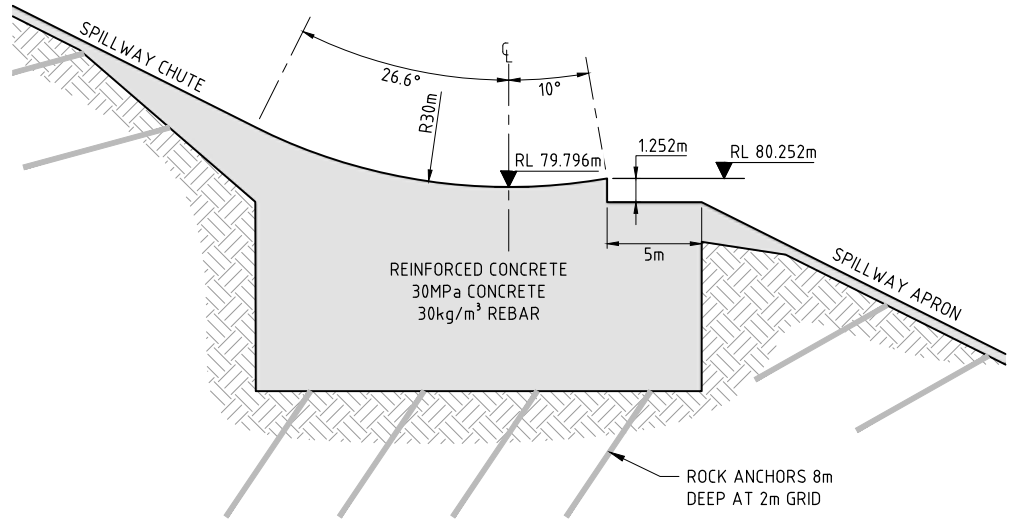 SPILLWAY CHUTE
26.6°
℄
10°
R30m
RL 79.796m
1.252m
RL 80.252m
5m
SPILLWAY APRON
REINFORCED CONCRETE
30MPa CONCRETE
30kg/m³ REBAR
ROCK ANCHORS 8m
DEEP AT 2m GRID